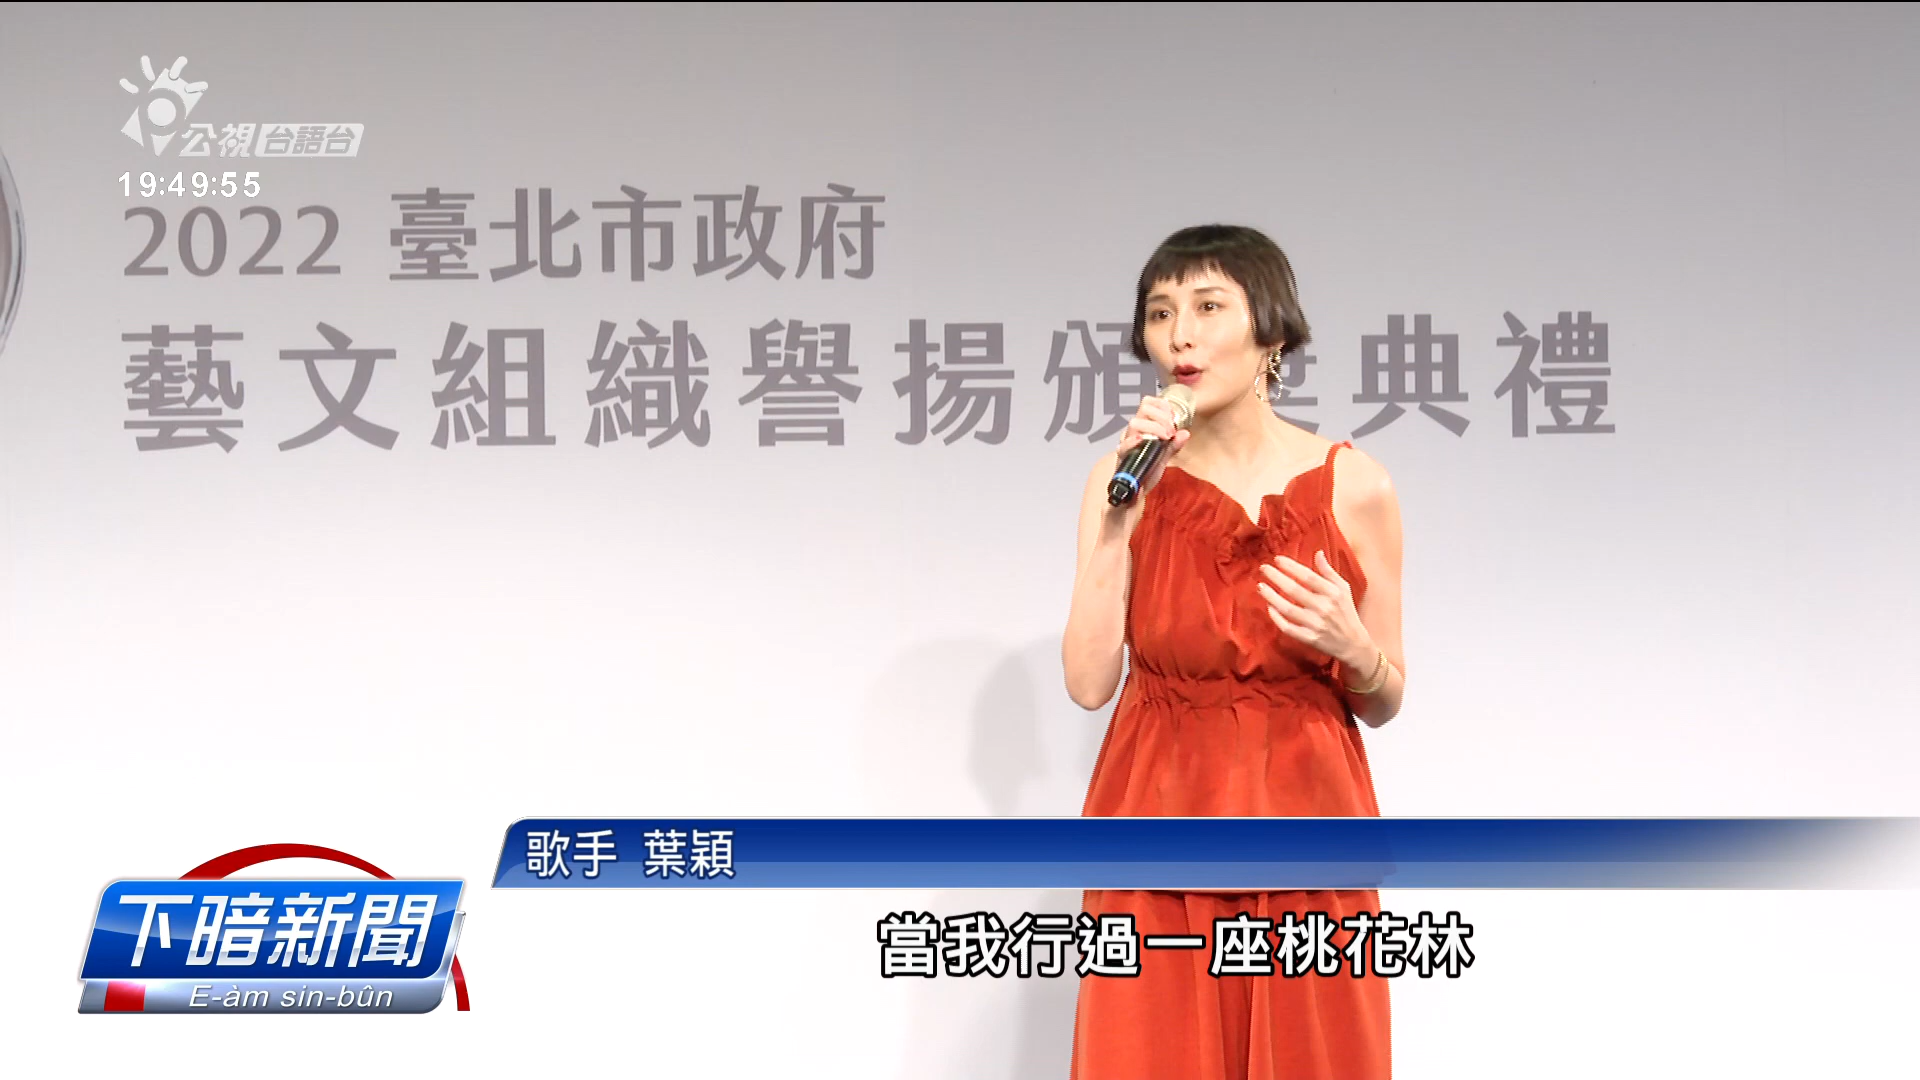 公視台語台
19:49:55
2022 臺北市政府
藝文組織譽揚頒獎典禮
歌手 葉穎
下暗新聞
E-àm sin-bûn
當我行過一座桃花林